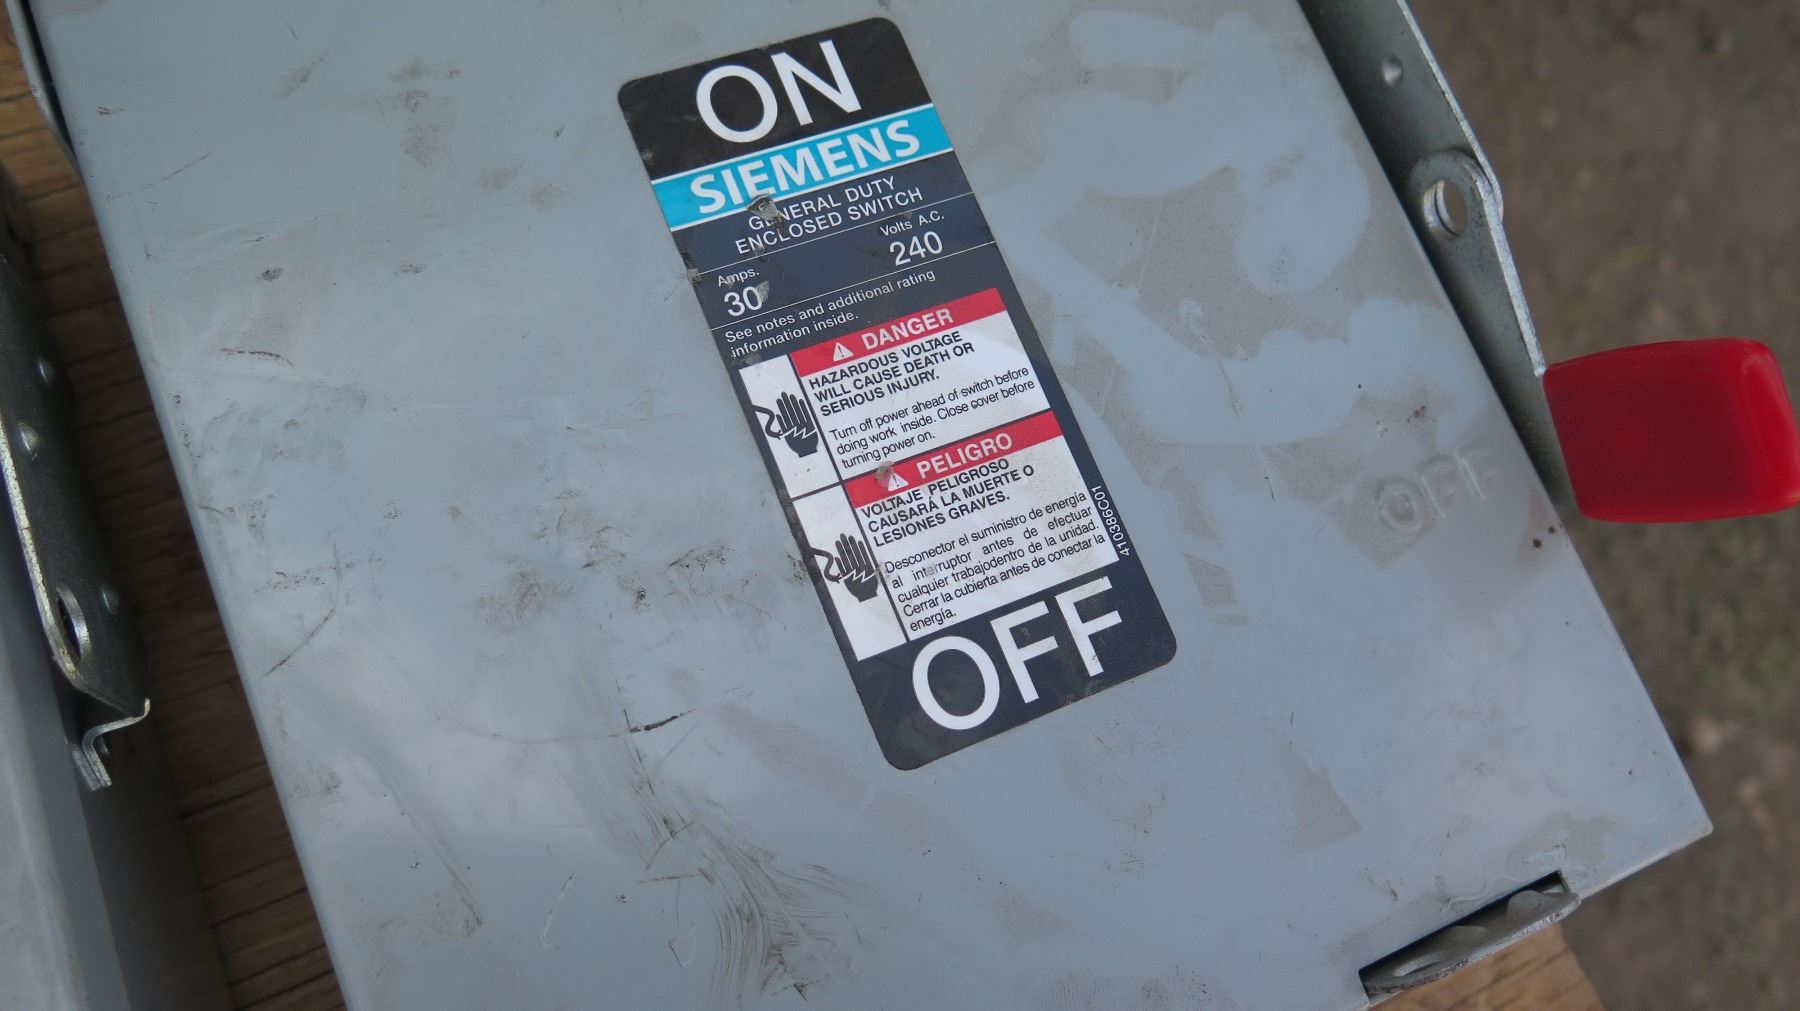 ON
SIEMENS
GENERAL DUTY
ENCLOSED SWITCH
Amps.
30
Volts A.C.
240
See notes and additional rating
information inside.
DANGER
HAZARDOUS VOLTAGE
WILL CAUSE DEATH OR
SERIOUS INJURY.
Turn off power ahead of switch before
doing work inside. Close cover before
turning power on.
PELIGRO
VOLTAJE PELIGROSO
CAUSARÁ LA MUERTE O
LESIONES GRAVES.
Desconector el suministro de energía
al interruptor antes de efectuar
cualquier trabajodentro de la unidad.
Cerrar la cubierta antes de conectar la
energía.
410386C01
OFF
OFF